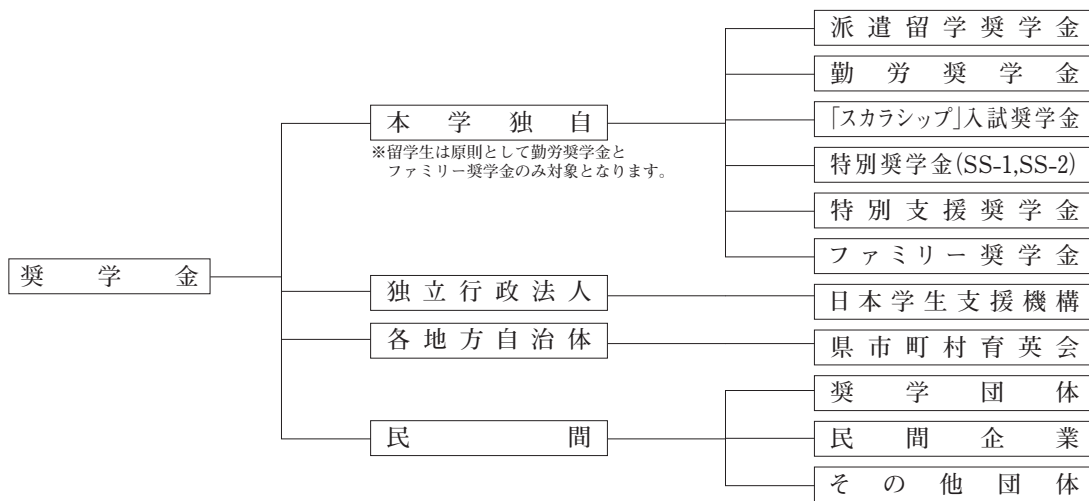 奨学金
本学独自
※留学生は原則として勤労奨学金と
ファミリー奨学金のみ対象となります。
派遣留学奨学金
勤労奨学金
「スカラシップ」入試奨学金
特別奨学金(SS-1,SS-2)
特別支援奨学金
ファミリー奨学金
独立行政法人
日本学生支援機構
各地方自治体
県市町村育英会
民間
奨学団体
民間企業
その他団体